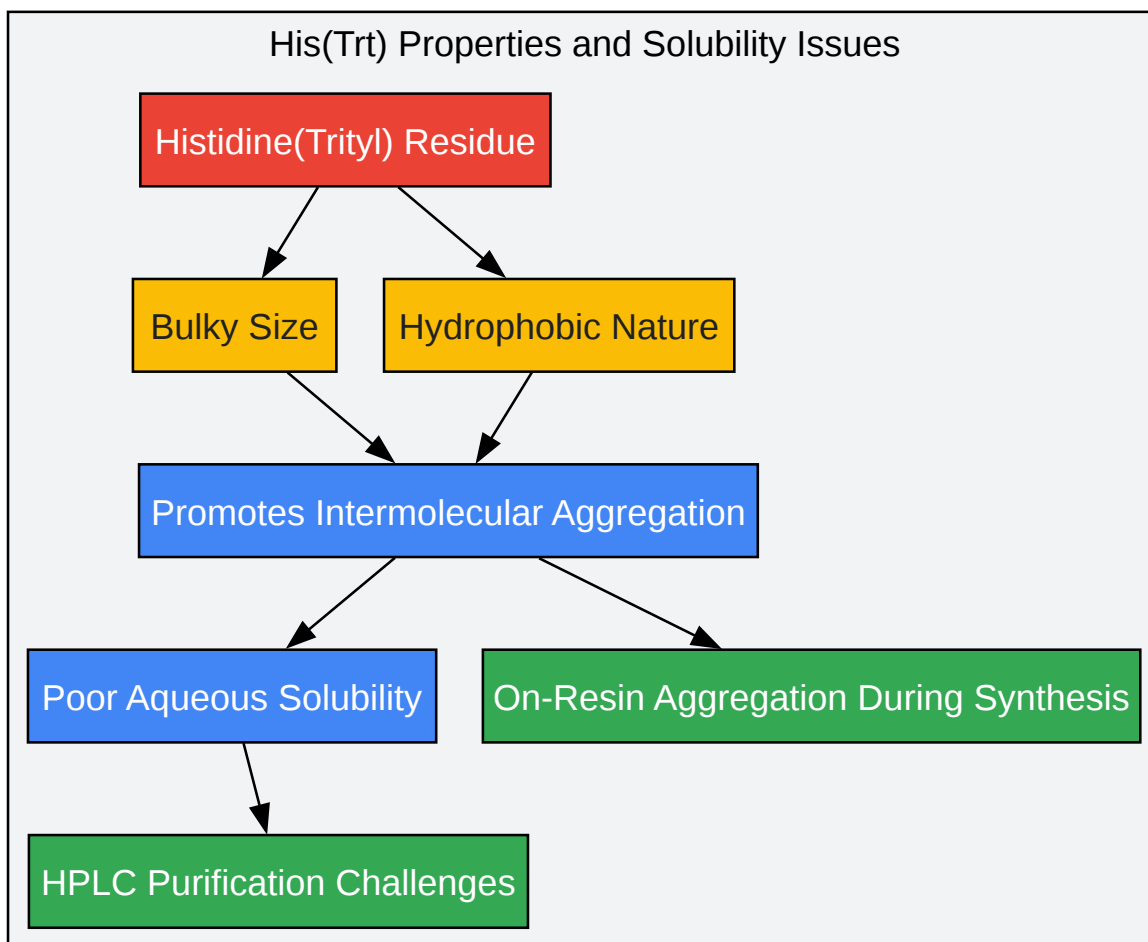 His(Trt) Properties and Solubility Issues
Histidine(Trityl) Residue
Bulky Size
Hydrophobic Nature
Promotes Intermolecular Aggregation
Poor Aqueous Solubility
On-Resin Aggregation During Synthesis
HPLC Purification Challenges